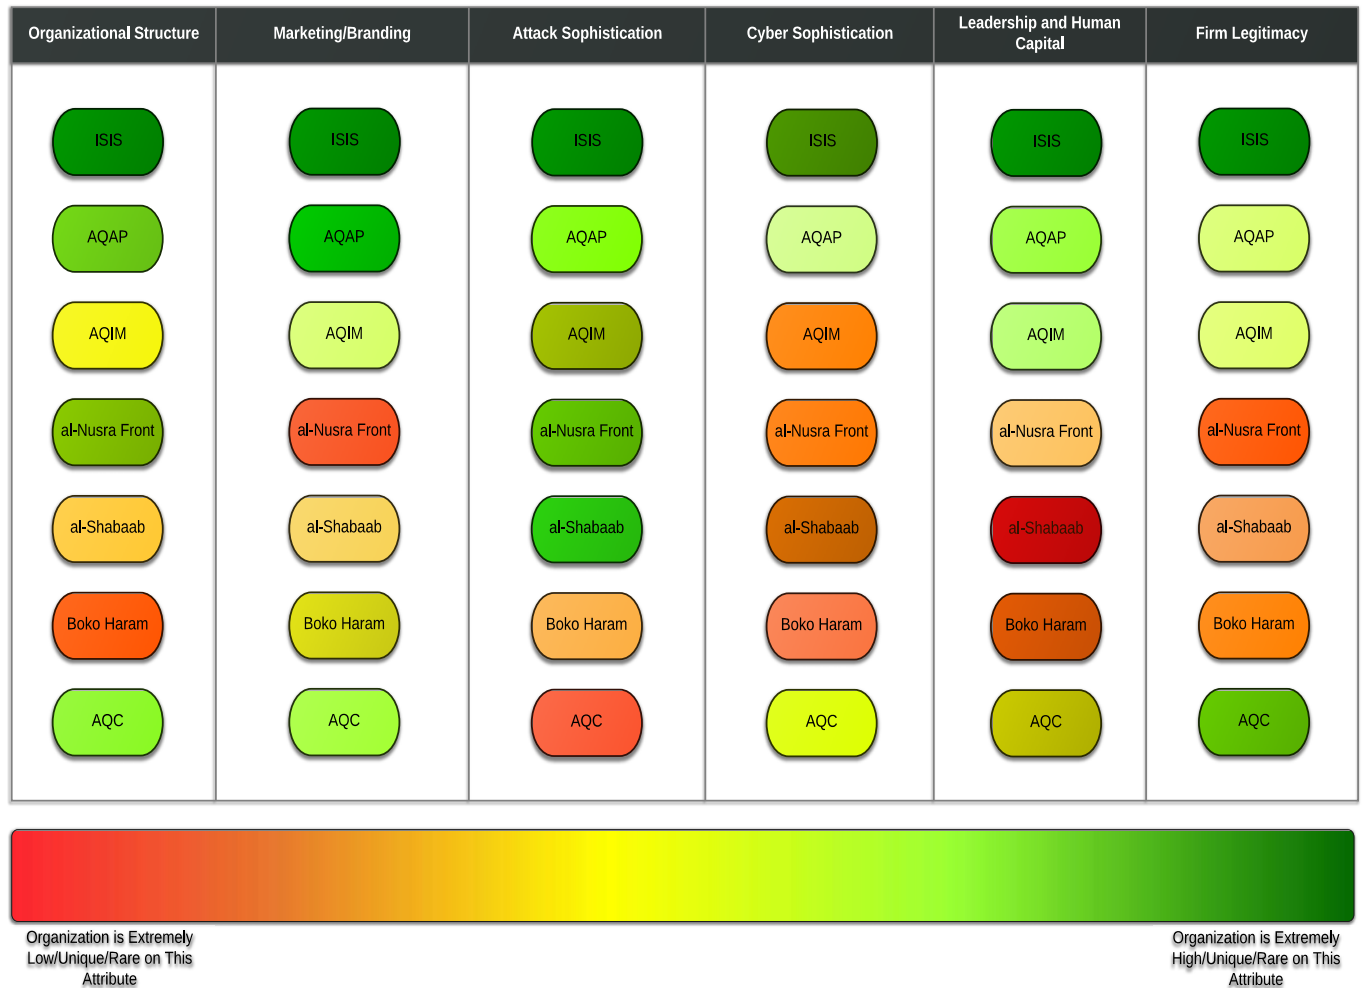 Organizational Structure
Marketing/Branding
Attack Sophistication
Cyber Sophistication
Leadership and Human
Capital
Firm Legitimacy
ISIS
ISIS
ISIS
ISIS
ISIS
ISIS
AQAP
AQAP
AQAP
AQAP
AQAP
AQAP
AQIM
AQIM
AQIM
AQIM
AQIM
AQIM
al-Nusra Front
al-Nusra Front
al-Nusra Front
al-Nusra Front
al-Nusra Front
al-Nusra Front
al-Shabaab
al-Shabaab
al-Shabaab
al-Shabaab
al-Shabaab
al-Shabaab
Boko Haram
Boko Haram
Boko Haram
Boko Haram
Boko Haram
Boko Haram
AQC
AQC
AQC
AQC
AQC
AQC
Organization is Extremely
Low/Unique/Rare on This
Attribute
Organization is Extremely
High/Unique/Rare on This
Attribute